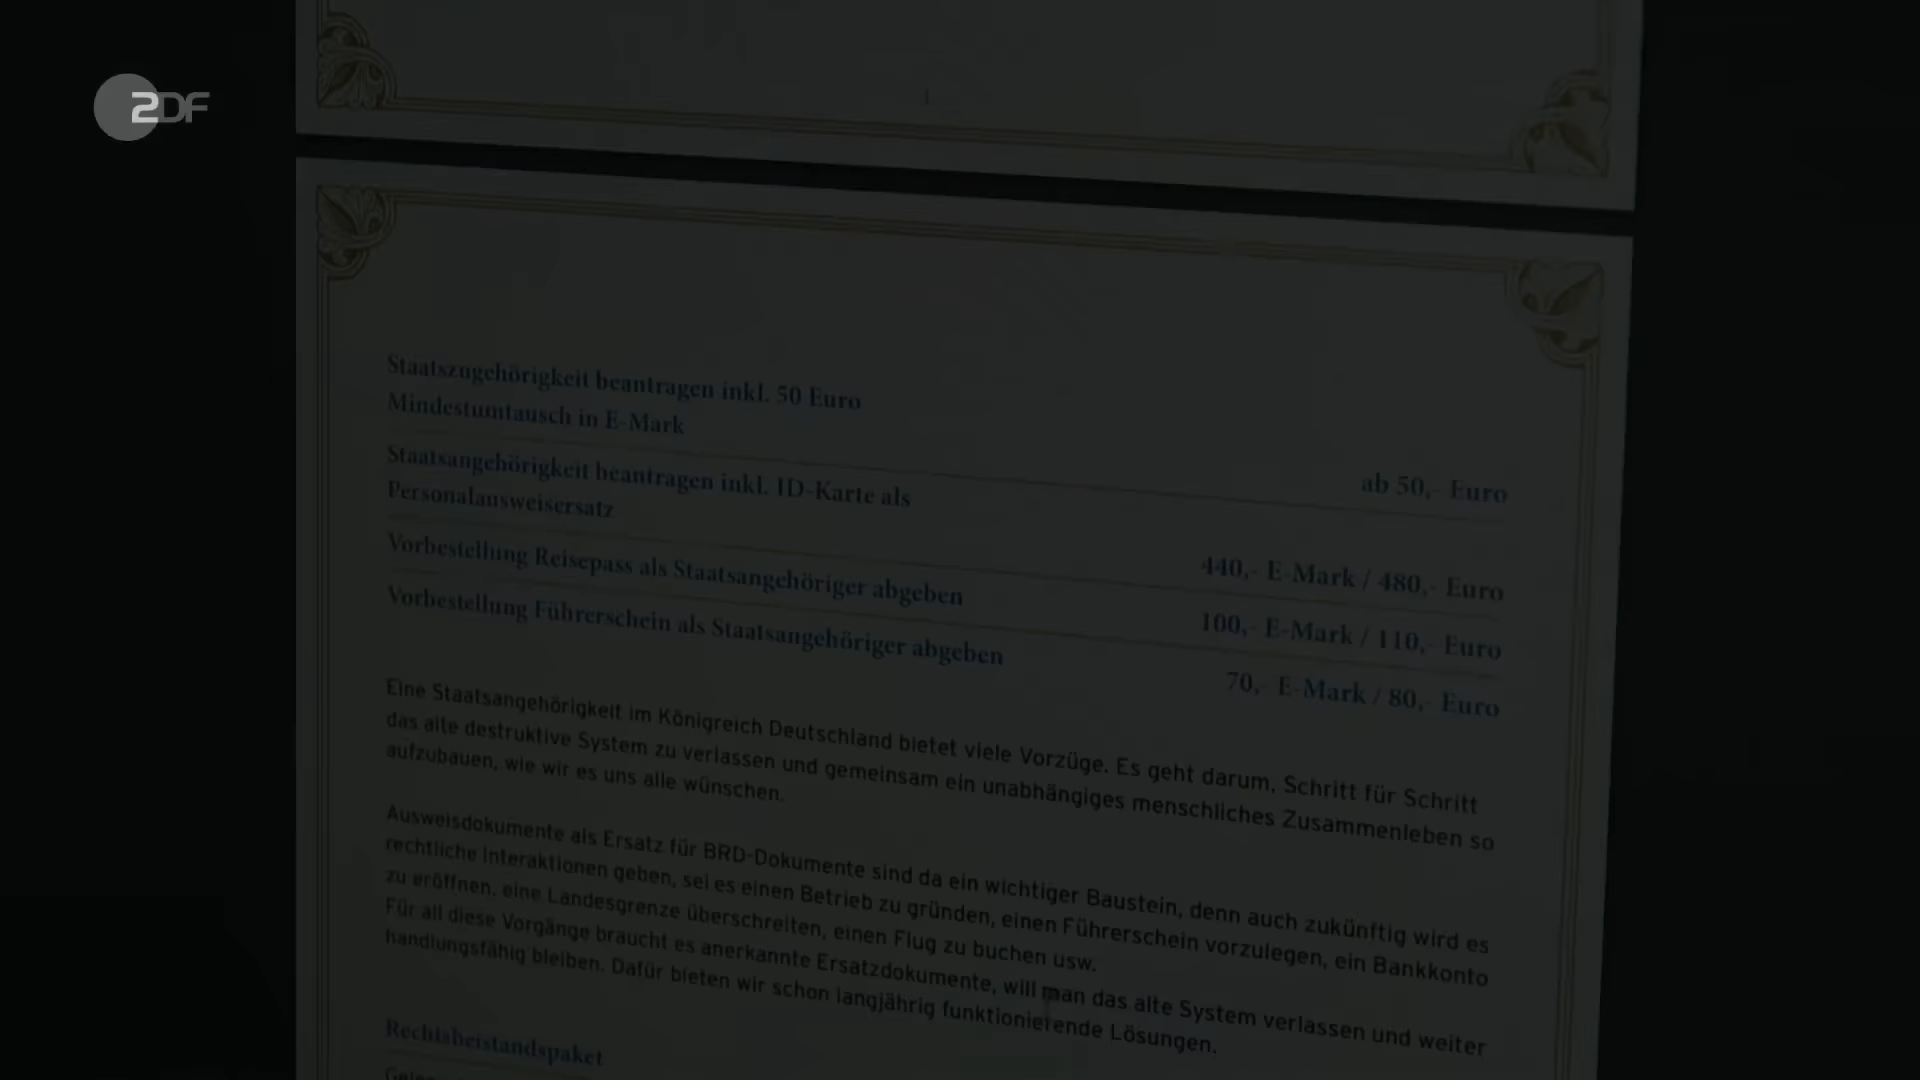 ZDF
Staatszugehörigkeit beantragen inkl. 50 Euro
Mindestumtausch in E-Mark
ab 50,- Euro
Staatsangehörigkeit beantragen inkl. ID-Karte als
Personalausweisersatz
440,- E-Mark / 480,- Euro
Vorbestellung Reisepass als Staatsangehöriger abgeben
100,- E-Mark / 110,- Euro
Vorbestellung Führerschein als Staatsangehöriger abgeben
70,- E-Mark / 80,- Euro
Eine Staatsangehörigkeit im Königreich Deutschland bietet viele Vorzüge. Es geht darum, Schritt für Schritt
das alte destruktive System zu verlassen und gemeinsam ein unabhängiges menschliches Zusammenleben so
aufzubauen, wie wir es uns alle wünschen.
Ausweisdokumente als Ersatz für BRD-Dokumente sind da ein wichtiger Baustein, denn auch zukünftig wird es
rechtliche Interaktionen geben, sei es einen Betrieb zu gründen, einen Führerschein vorzulegen, ein Bankkonto
zu eröffnen, eine Landesgrenze überschreiten, einen Flug zu buchen usw.
Für all diese Vorgänge braucht es anerkannte Ersatzdokumente, will man das alte System verlassen und weiter
handlungsfähig bleiben. Dafür bieten wir schon langjährig funktionierende Lösungen.
Rechtsbeistandspaket